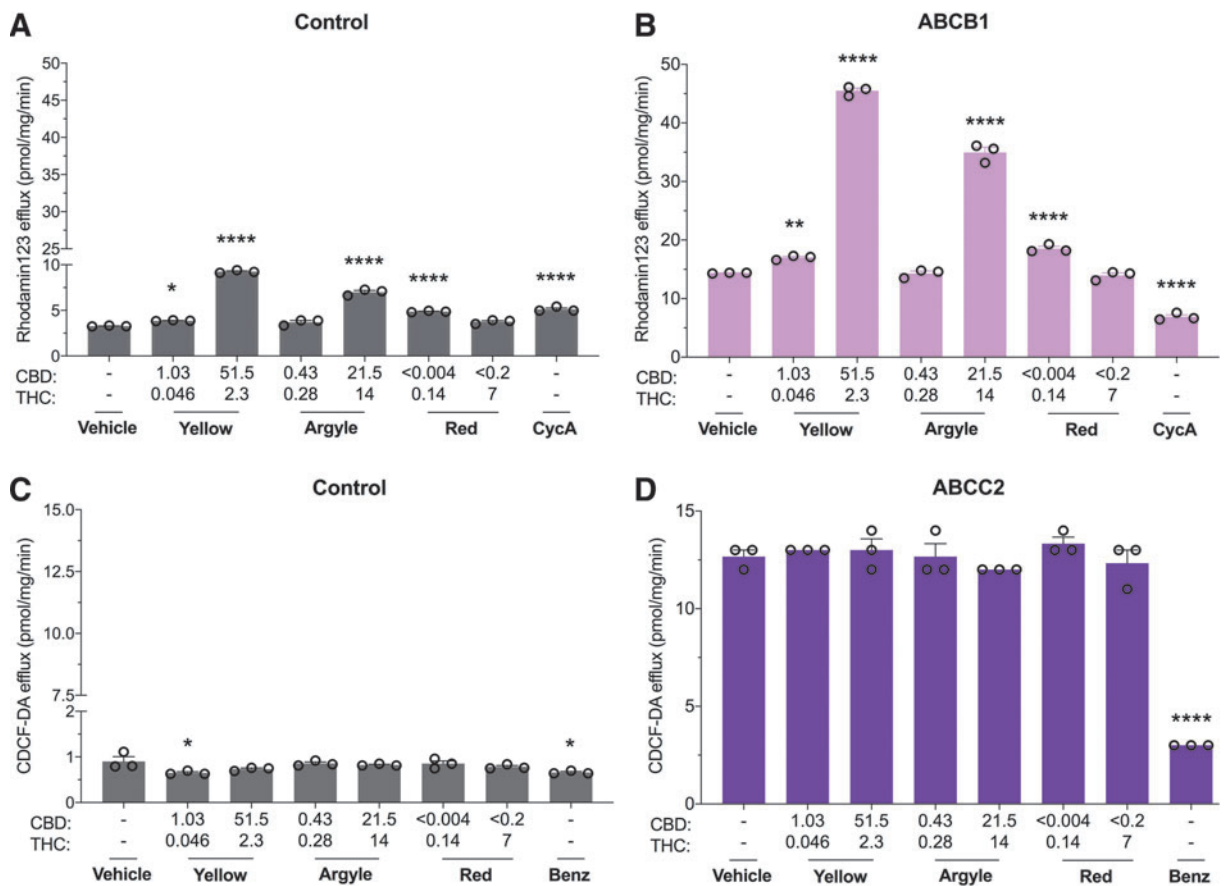 A
Control
Rhodamin123 efflux (pmol/mg/min)
50
45
40
35
30
25
10
5
0
*
****
****
****
****
CBD: - 1.03 51.5 0.43 21.5 <0.004 <0.2 -
THC: - 0.046 2.3 0.28 14 0.14 7 -
Vehicle Yellow Argyle Red CycA
B
ABCB1
Rhodamin123 efflux (pmol/mg/min)
50
40
30
20
10
0
**
****
****
****
****
- 1.03 51.5 0.43 21.5 <0.004 <0.2 -
- 0.046 2.3 0.28 14 0.14 7 -
Vehicle Yellow Argyle Red CycA
C
Control
CDCF-DA efflux (pmol/mg/min)
15.0
12.5
10.0
7.5
2
1
0
*
*
CBD: - 1.03 51.5 0.43 21.5 <0.004 <0.2 -
THC: - 0.046 2.3 0.28 14 0.14 7 -
Vehicle Yellow Argyle Red Benz
D
ABCC2
CDCF-DA efflux (pmol/mg/min)
15
10
5
0
****
CBD: - 1.03 51.5 0.43 21.5 <0.004 <0.2 -
THC: - 0.046 2.3 0.28 14 0.14 7 -
Vehicle Yellow Argyle Red Benz